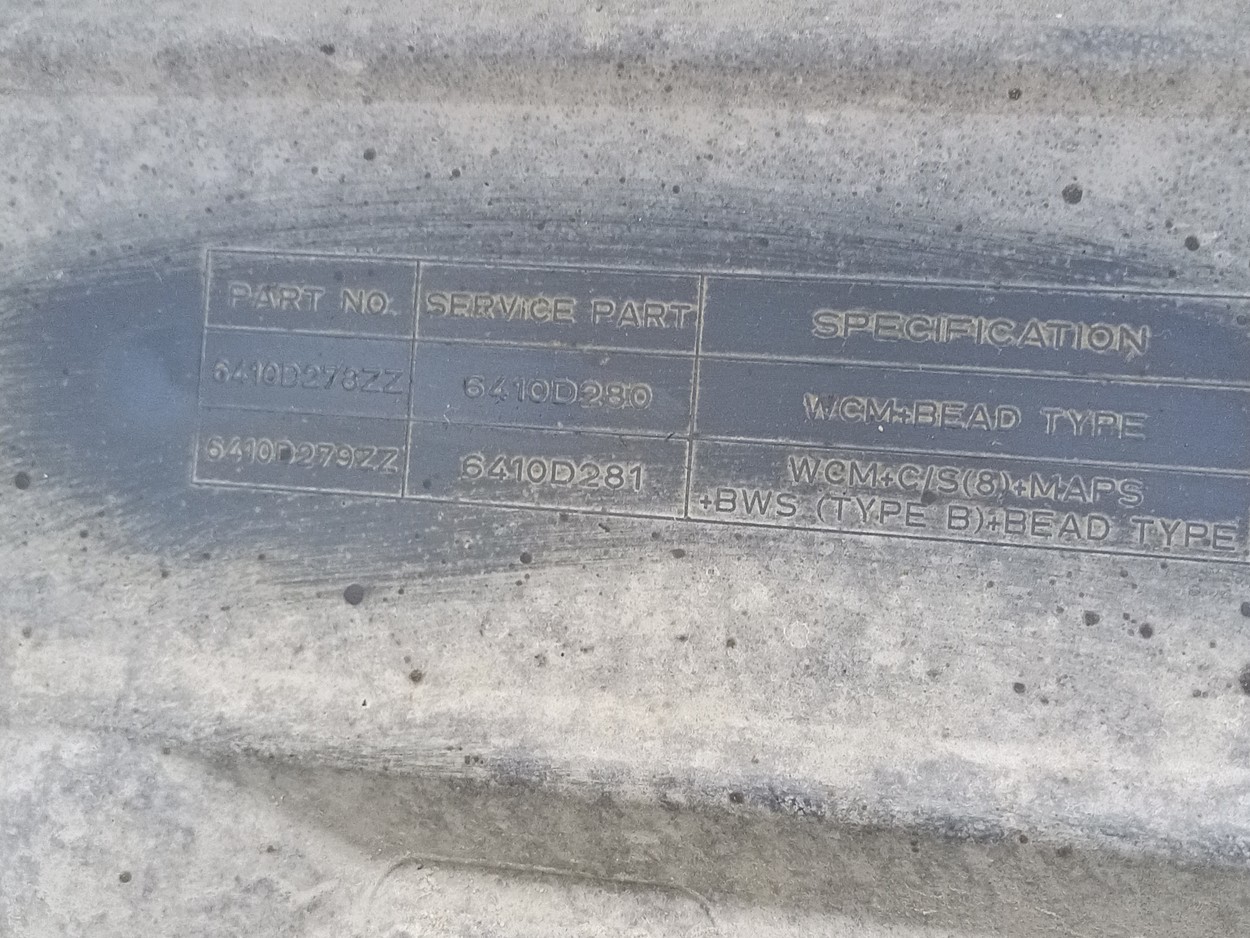 PART NO. SERVICE PART SPECIFICATION
6410D278ZZ 6410D280 WCM+BEAD TYPE
6410D279ZZ 6410D281 WCM+C/S(8)+MAPS
+BWS (TYPE B)+BEAD TYPE